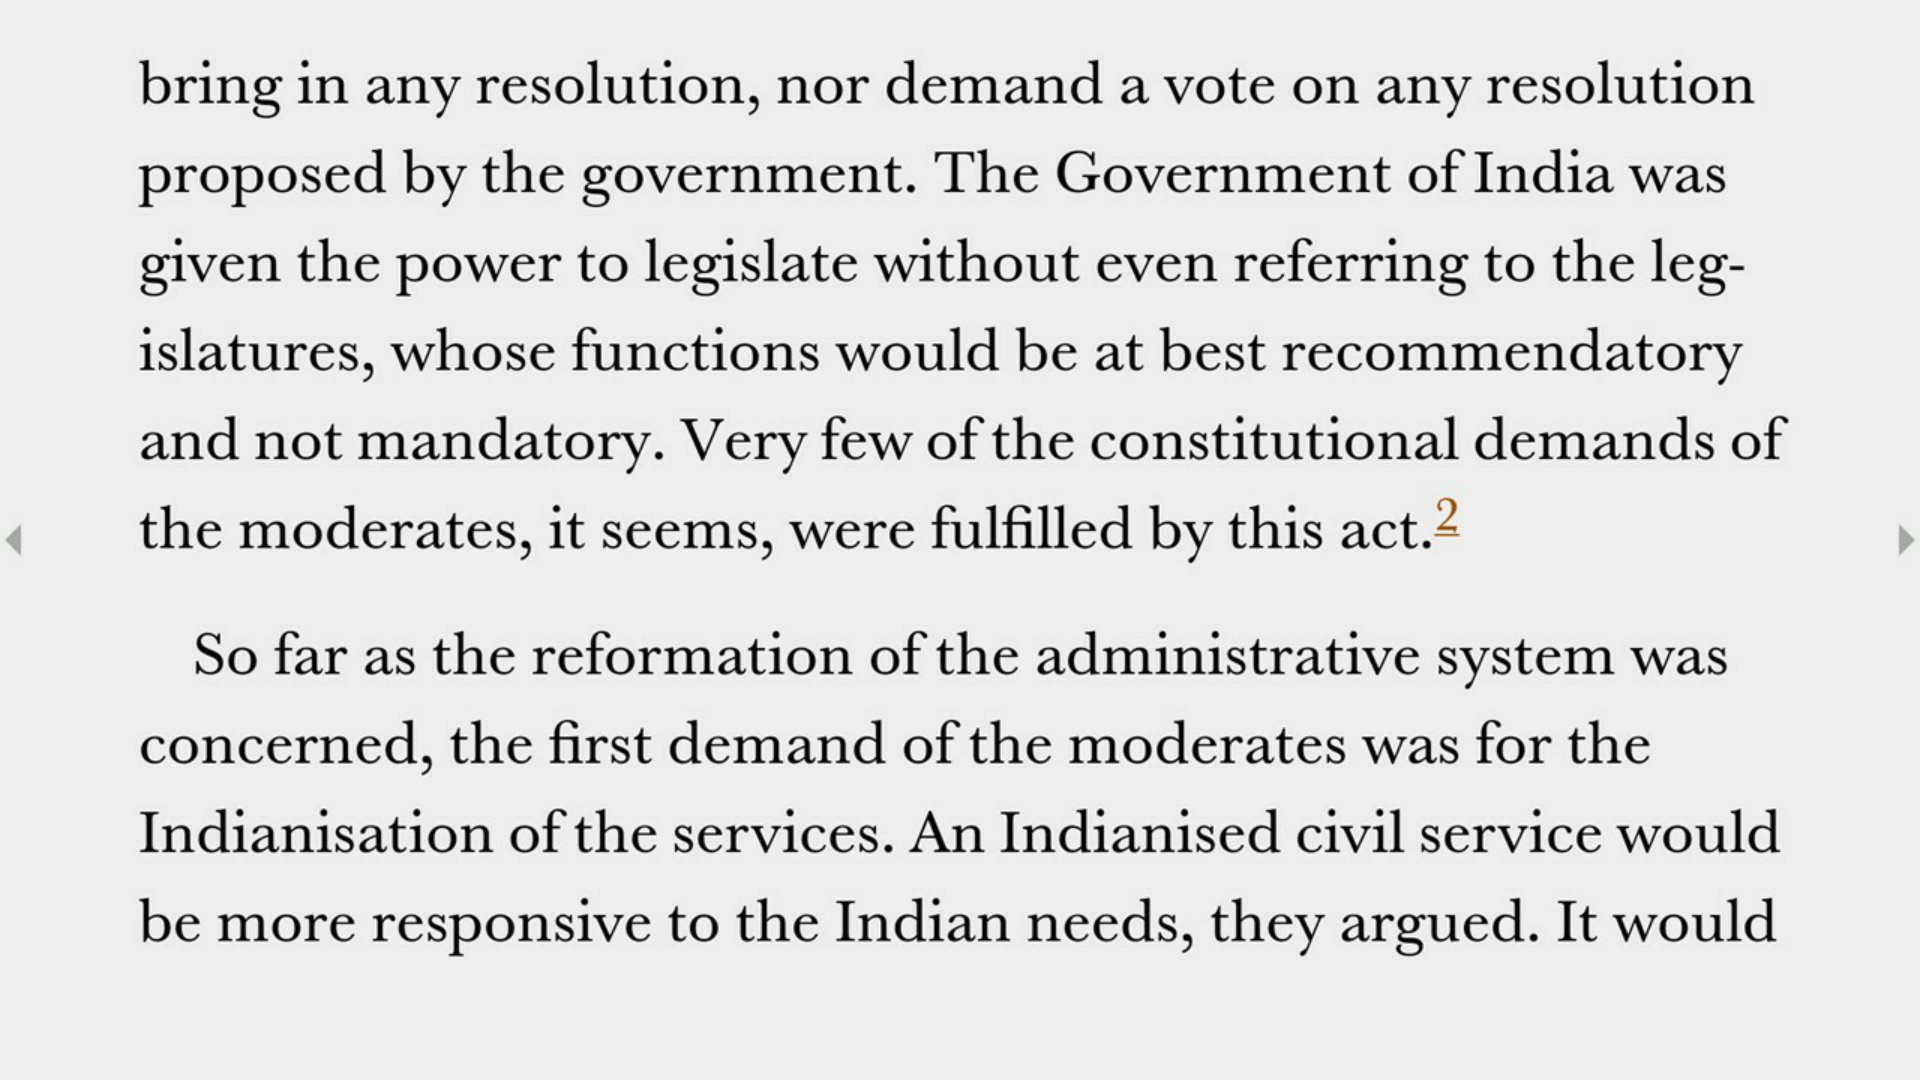 bring in any resolution, nor demand a vote on any resolution
proposed by the government. The Government of India was
given the power to legislate without even referring to the leg-
islatures, whose functions would be at best recommendatory
and not mandatory. Very few of the constitutional demands of
the moderates, it seems, were fulfilled by this act.2
So far as the reformation of the administrative system was
concerned, the first demand of the moderates was for the
Indianisation of the services. An Indianised civil service would
be more responsive to the Indian needs, they argued. It would